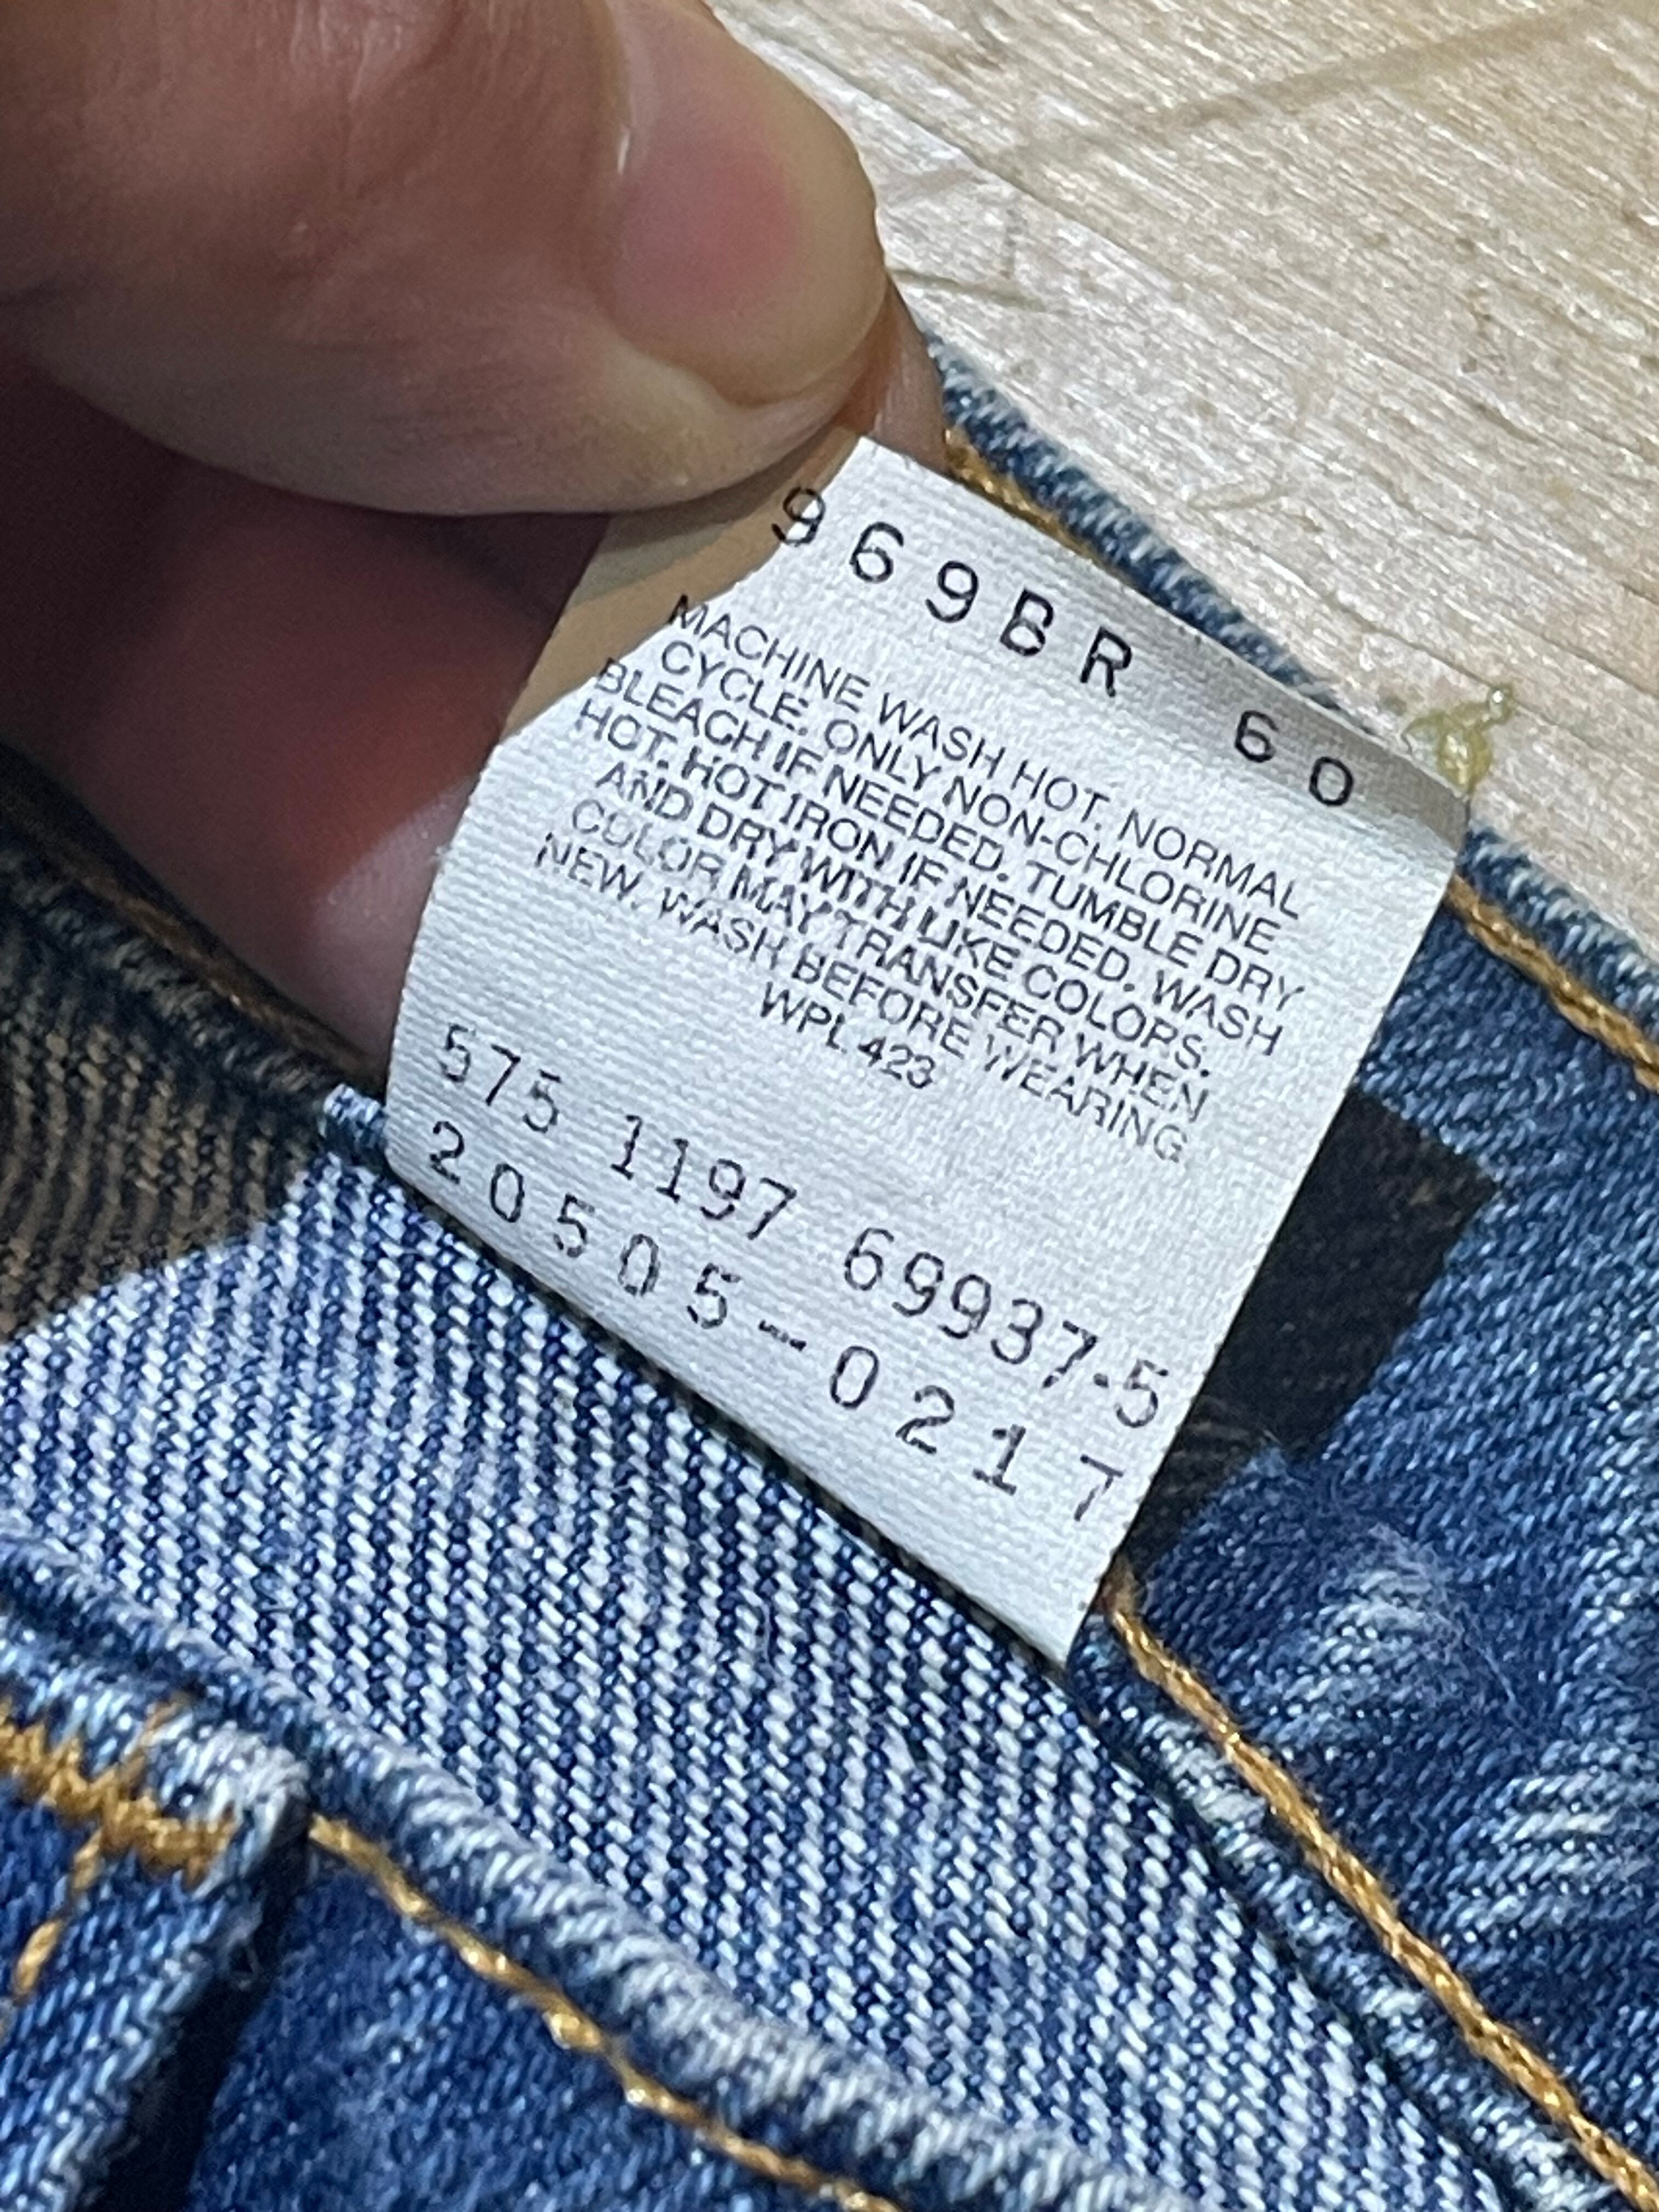 969BR 60
MACHINE WASH HOT. NORMAL
CYCLE. ONLY NON-CHLORINE
BLEACH IF NEEDED. TUMBLE DRY
HOT. HOT IRON IF NEEDED. WASH
AND DRY WITH LIKE COLORS.
COLOR MAY TRANSFER WHEN
NEW. WASH BEFORE WEARING
WPL 423
575 1197 69937-5
20505-0217